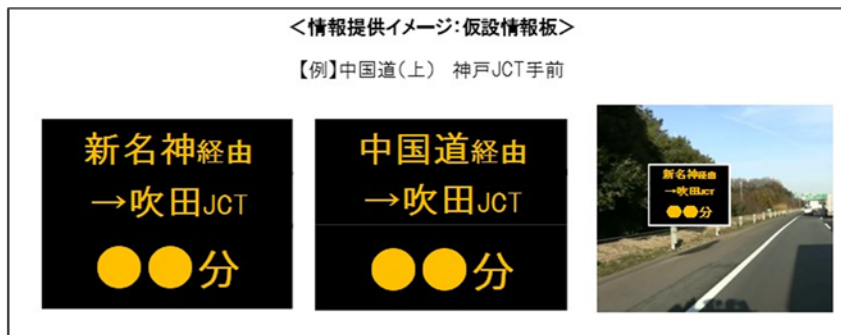 ＜情報提供イメージ：仮設情報板＞
【例】中国道（上）　神戸JCT手前
新名神経由
→吹田JCT
●●分
中国道経由
→吹田JCT
●●分
新名神経由
→吹田JCT
●●分